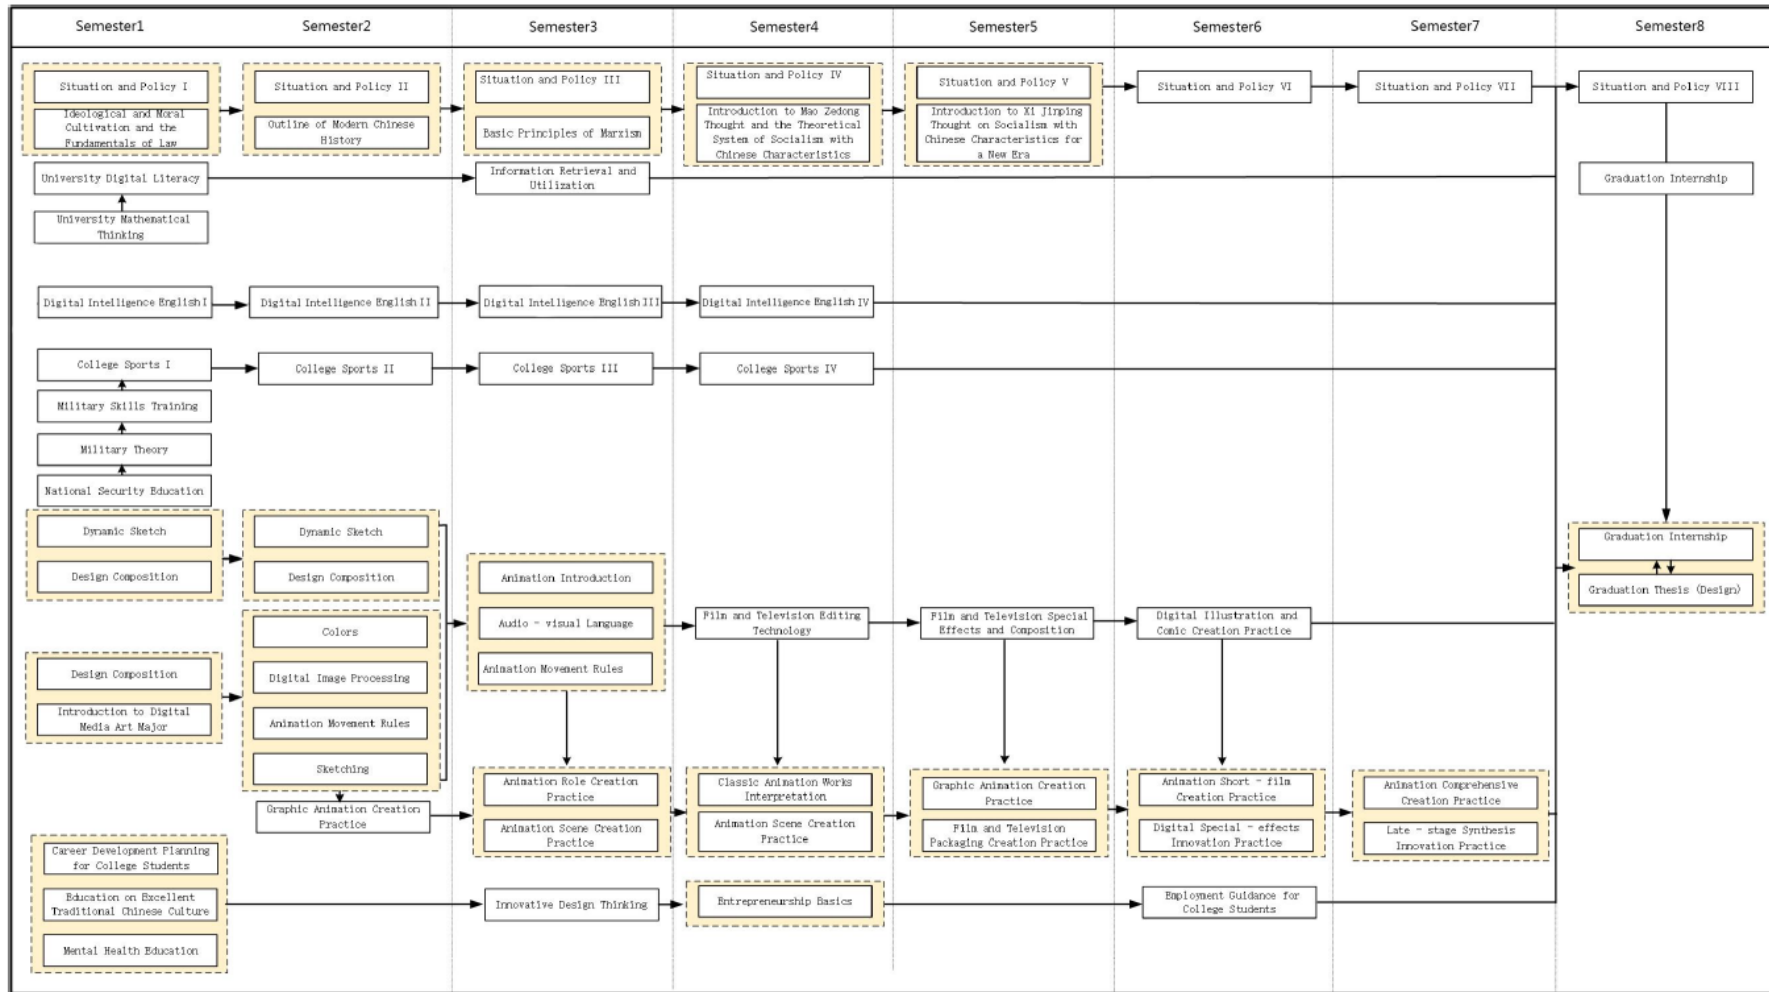 Semester1
Semester2
Semester3
Semester4
Semester5
Semester6
Semester7
Semester8
Situation and Policy I
Ideological and Moral
Cultivation and the
Fundamentals of Law
Situation and Policy II
Outline of Modern Chinese
History
Situation and Policy III
Basic Principles of Marxism
Situation and Policy IV
Introduction to Mao Zedong
Thought and the Theoretical
System of Socialism with
Chinese Characteristics
Situation and Policy V
Introduction to Xi Jinping
Thought on Socialism with
Chinese Characteristics for
a New Era
Situation and Policy VI
Situation and Policy VII
Situation and Policy VIII
University Digital Literacy
Information Retrieval and
Utilization
Graduation Internship
University Mathematical
Thinking
Digital Intelligence English I
Digital Intelligence English II
Digital Intelligence English III
Digital Intelligence English IV
College Sports I
College Sports II
College Sports III
College Sports IV
Military Skills Training
Military Theory
National Security Education
Dynamic Sketch
Design Composition
Dynamic Sketch
Design Composition
Graduation Internship
Graduation Thesis (Design)
Animation Introduction
Audio - visual Language
Animation Movement Rules
Film and Television Editing
Technology
Film and Television Special
Effects and Composition
Digital Illustration and
Comic Creation Practice
Design Composition
Introduction to Digital
Media Art Major
Colors
Digital Image Processing
Animation Movement Rules
Sketching
Graphic Animation Creation
Practice
Animation Role Creation
Practice
Animation Scene Creation
Practice
Classic Animation Works
Interpretation
Animation Scene Creation
Practice
Graphic Animation Creation
Practice
Film and Television
Packaging Creation Practice
Animation Short - film
Creation Practice
Digital Special - effects
Innovation Practice
Animation Comprehensive
Creation Practice
Late - stage Synthesis
Innovation Practice
Career Development Planning
for College Students
Education on Excellent
Traditional Chinese Culture
Mental Health Education
Innovative Design Thinking
Entrepreneurship Basics
Employment Guidance for
College Students